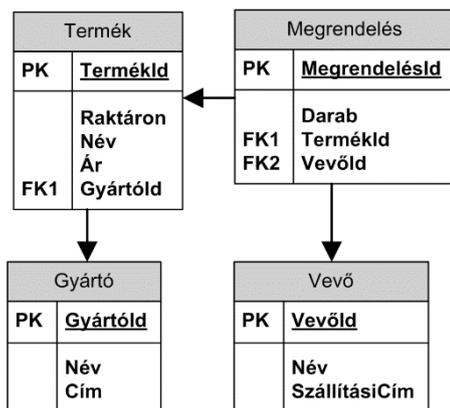 Termék
PK TermékId
Raktáron
Név
Ár
FK1 GyártóId
Megrendelés
PK MegrendelésId
Darab
FK1 TermékId
FK2 VevőId
Gyártó
PK GyártóId
Név
Cím
Vevő
PK VevőId
Név
SzállításiCím